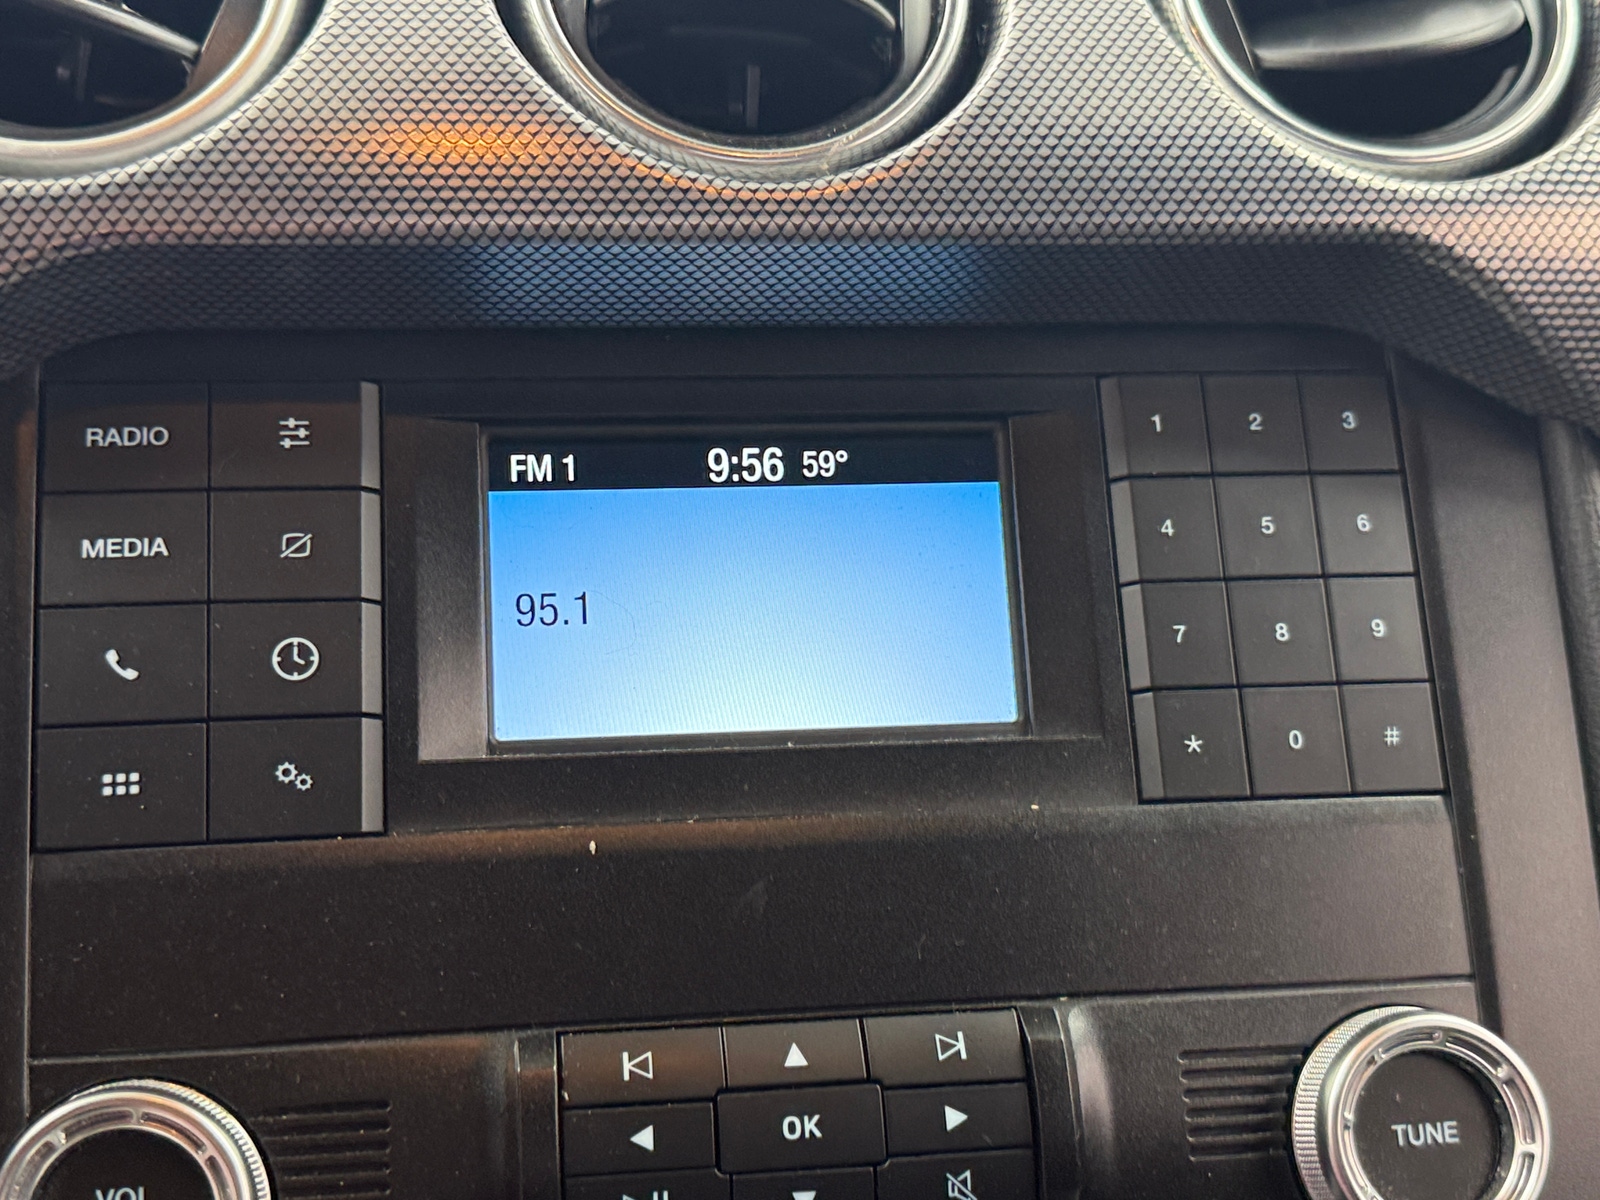 FM 1 9:56 59°
95.1
RADIO
MEDIA
1 2 3
4 5 6
7 8 9
* 0 #
OK
VOL
TUNE